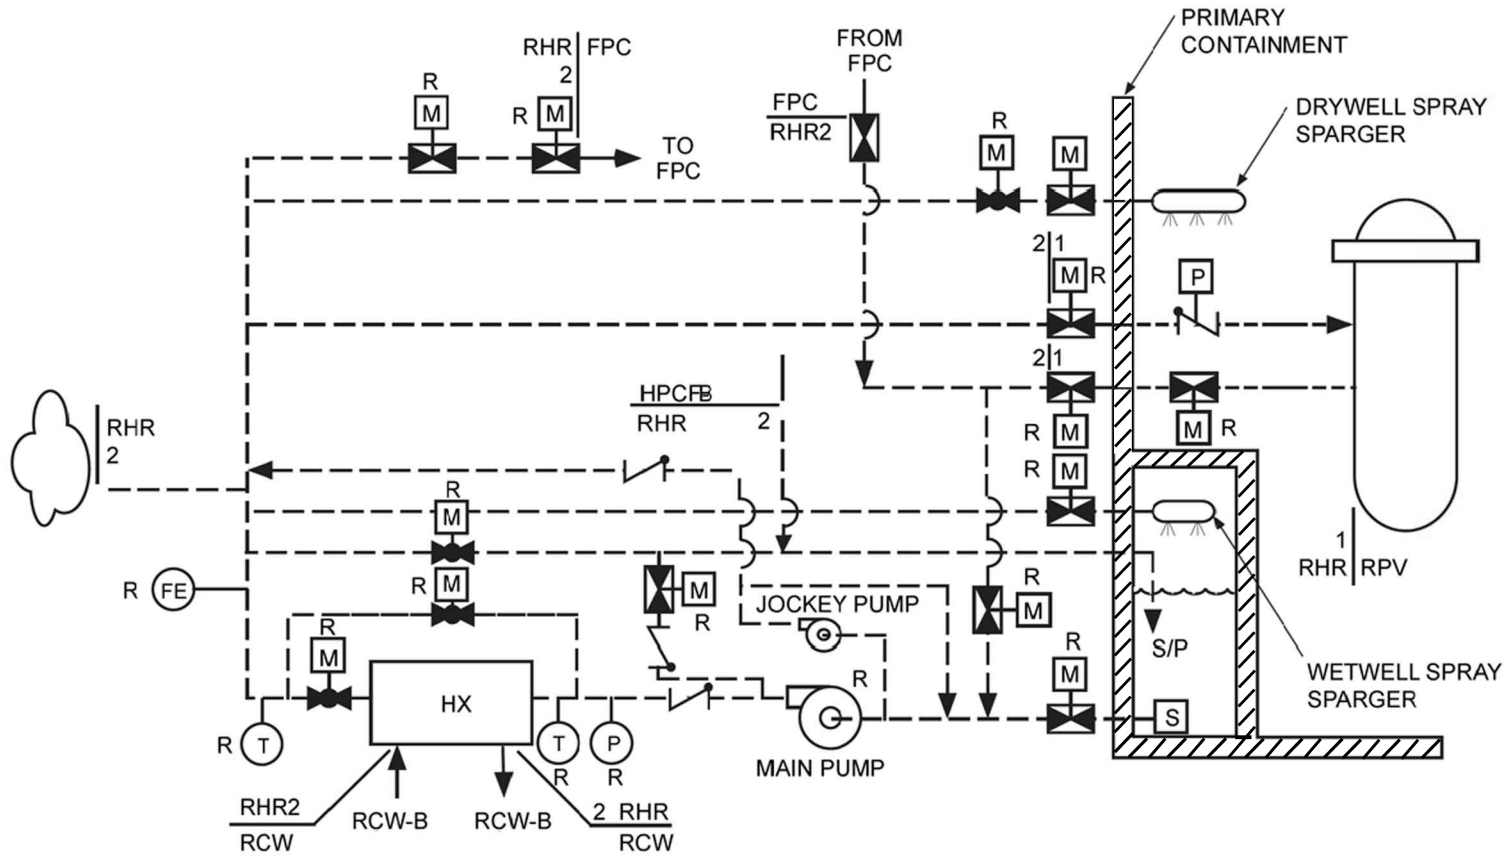 PRIMARY
CONTAINMENT
RHR FPC
2
R
M
R
M
TO
FPC
FROM
FPC
FPC
RHR2
R
M
M
DRYWELL SPRAY
SPARGER
2 1
M
R
P
2 1
M
R
M
R
M
R
R
M
HPCFB
RHR
2
RHR
2
R
M
R
M
R
FE
R
M
M
R
R
M
JOCKEY PUMP
S/P
1
RHR RPV
WETWELL SPRAY
SPARGER
R
M
S
R
MAIN PUMP
HX
R
T
T
R
P
R
RHR2
RCW
RCW-B
RCW-B
2 RHR
RCW